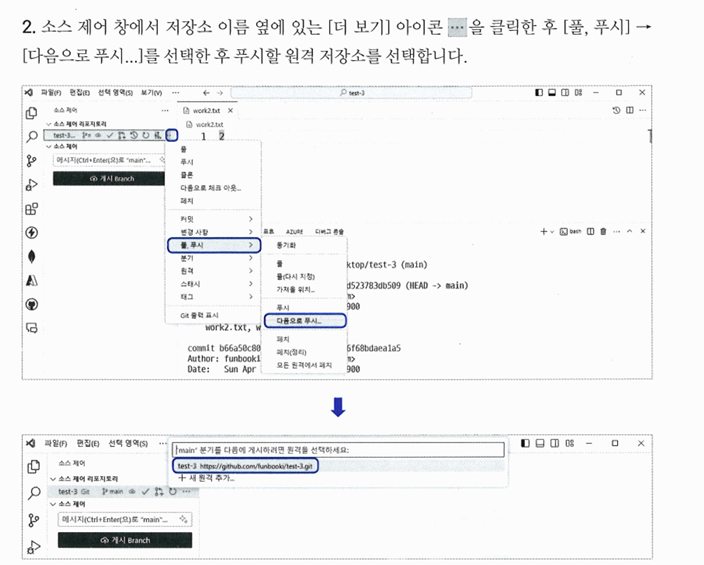 2. 소스 제어 창에서 저장소 이름 옆에 있는 [더 보기] 아이콘 ⋯ 을 클릭한 후 [풀, 푸시] →
[다음으로 푸시...]를 선택한 후 푸시할 원격 저장소를 선택합니다.
파일(F) 편집(E) 선택 영역(S) 보기(V) ⋯ ← → test-3
소스 제어 ⋯ work2.txt ×
소스 제어 리포지토리 work2.txt
test-3... 1 2
소스 제어 풀
메시지(Ctrl+Enter(으)로 "main"... 푸시
게시 Branch 클론
다음으로 체크 아웃...
페치
커밋 >
변경 사항 > 포트 AZURE 디버그 콘솔 bash
풀, 푸시 > 동기화
분기 > 풀 ktop/test-3 (main)
원격 > 풀(다시 지정)
스태시 > 가져올 위치... d523783db509 (HEAD -> main)
태그 > m>
푸시 900
Git 출력 표시 다음으로 푸시...
work2.txt, w
페치
commit b66a50c80 페치(정리) 6f68bdaea1a5
Author: funbooki 모든 원격에서 페치 m>
Date: Sun Apr 900
파일(F) 편집(E) 선택 영역(S) ⋯
'main' 분기를 다음에 게시하려면 원격을 선택하세요:
소스 제어 test-3 https://github.com/funbooki/test-3.git
소스 제어 리포지토리 + 새 원격 추가...
test-3 Git main ⋯
소스 제어
메시지(Ctrl+Enter(으)로 "main"...
게시 Branch